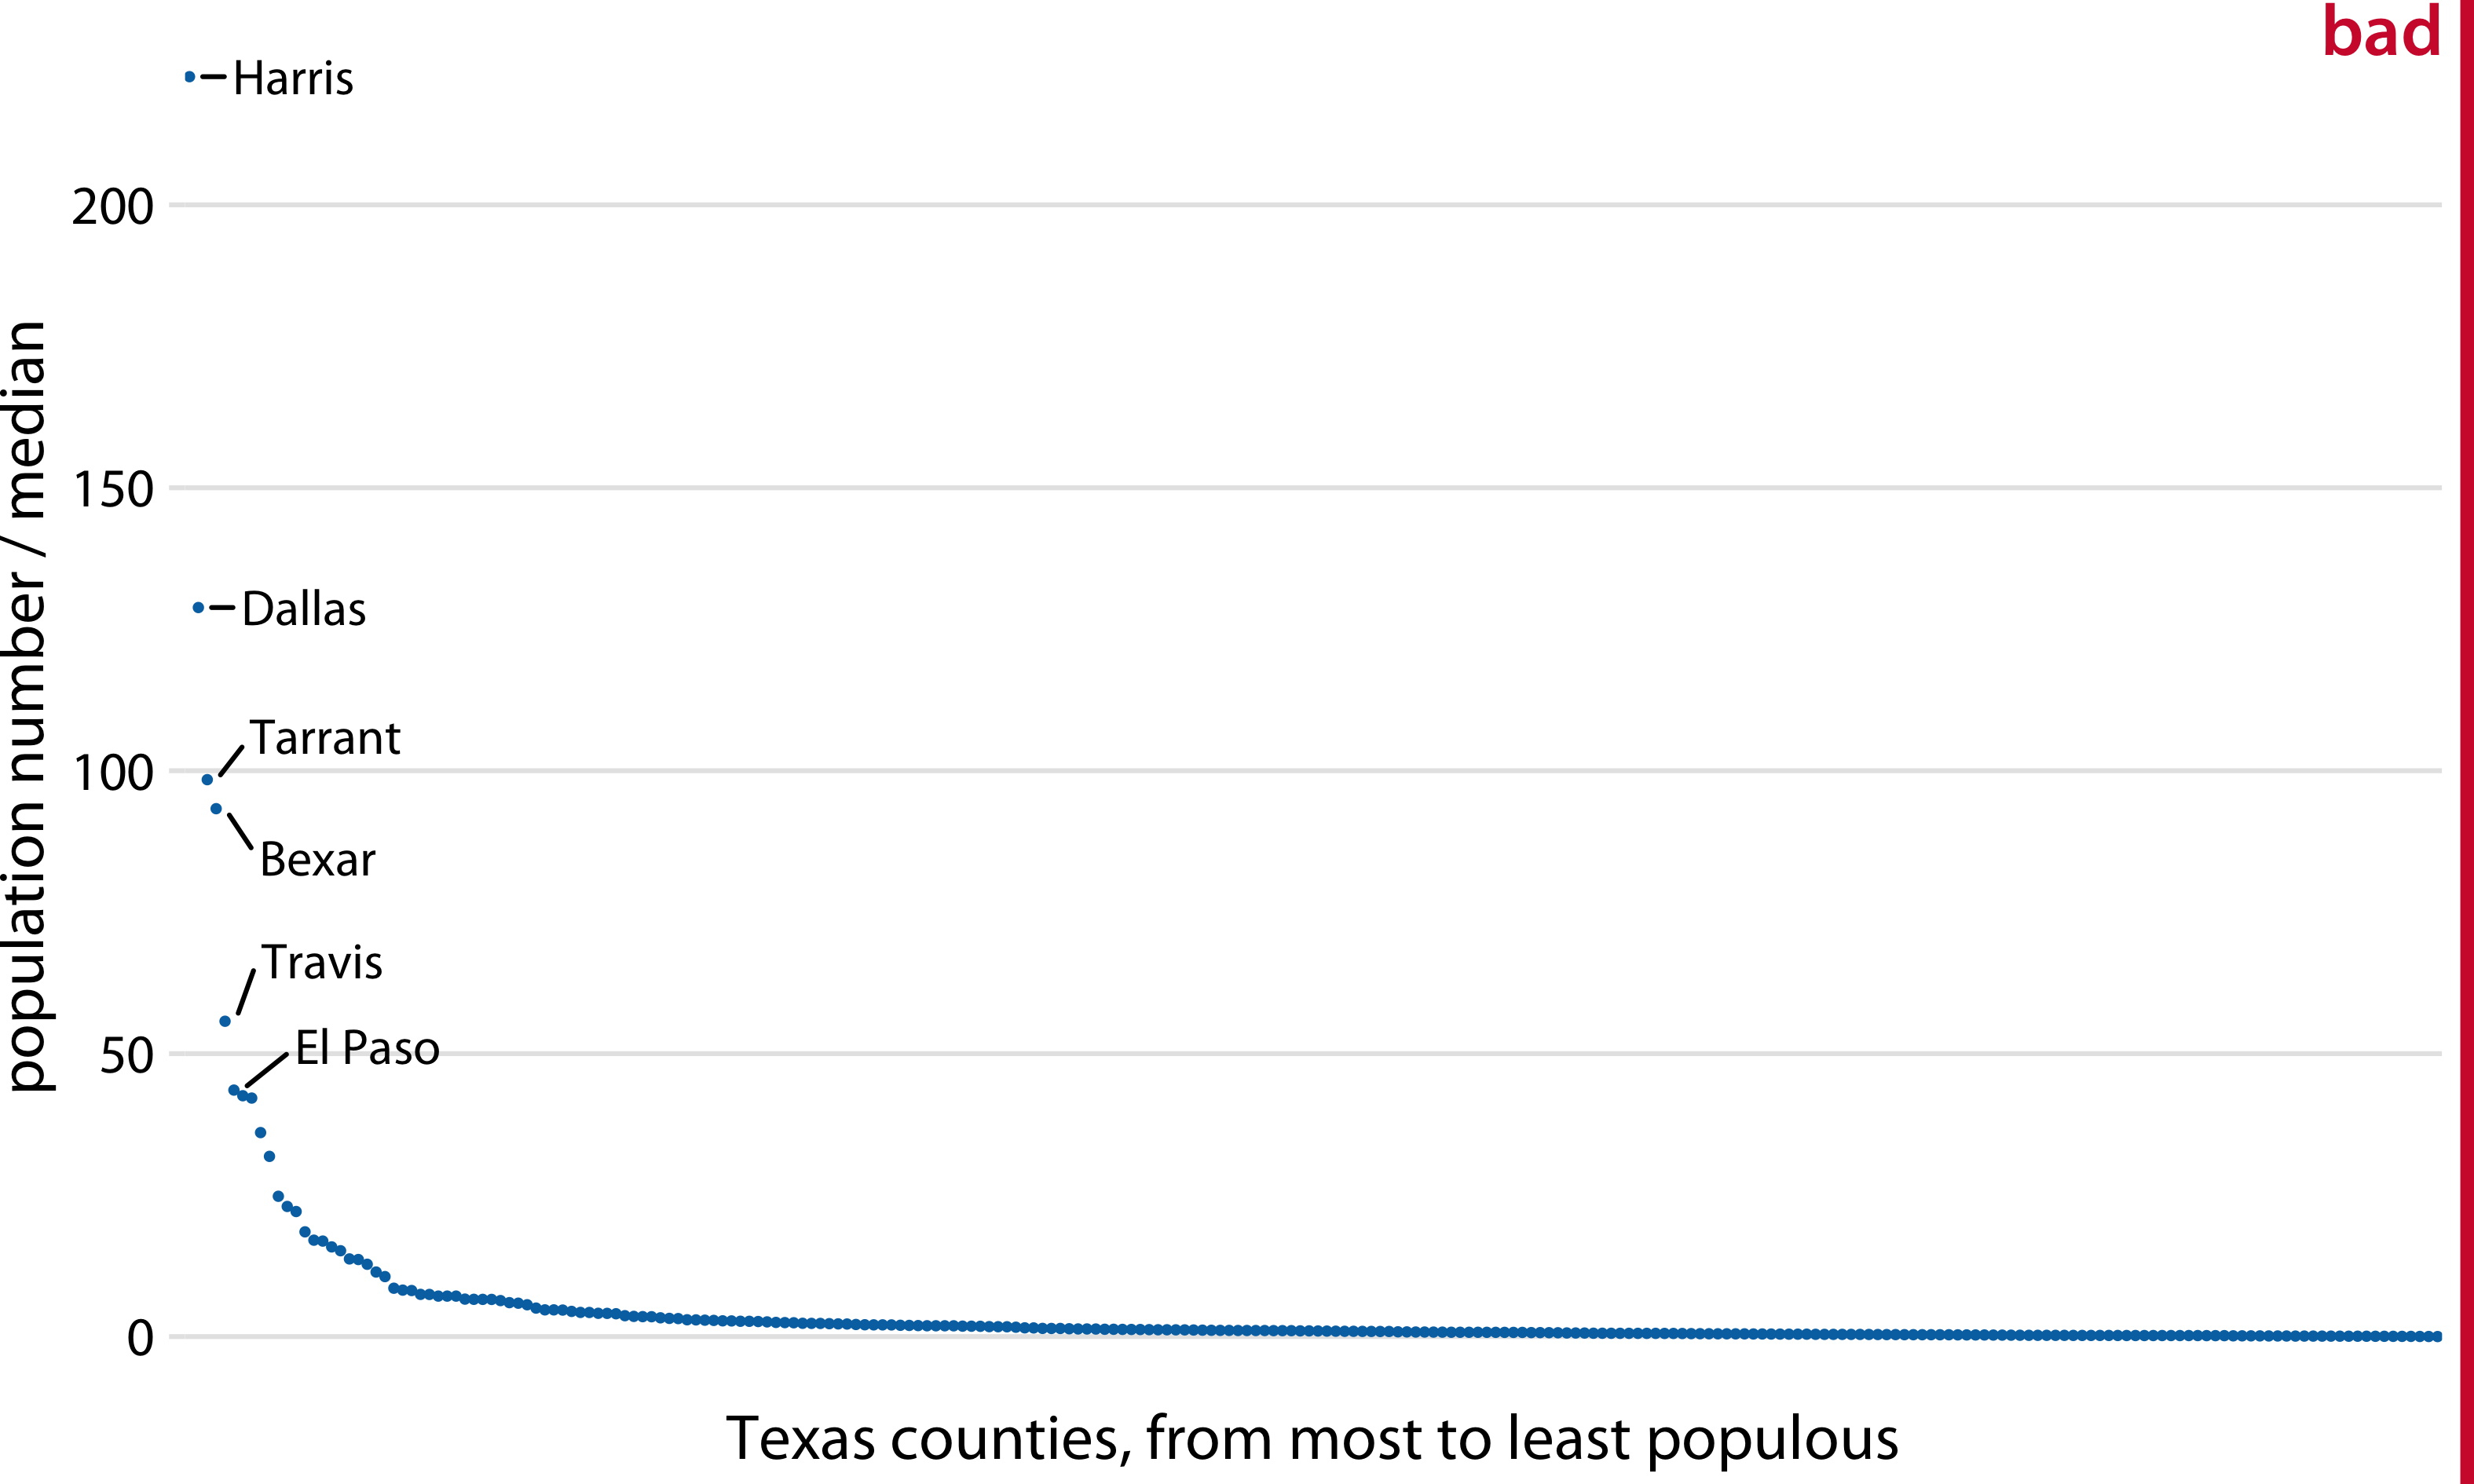 bad
Harris
200
150
Dallas
Tarrant
100
Bexar
Travis
El Paso
50
0
population number / median
Texas counties, from most to least populous